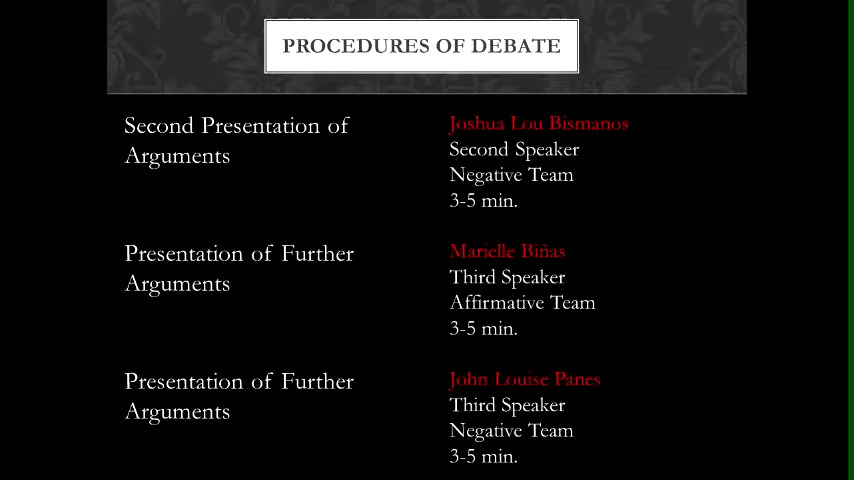 PROCEDURES OF DEBATE
Second Presentation of
Arguments
Joshua Lou Bismanos
Second Speaker
Negative Team
3-5 min.
Presentation of Further
Arguments
Marielle Biñas
Third Speaker
Affirmative Team
3-5 min.
Presentation of Further
Arguments
John Louise Panes
Third Speaker
Negative Team
3-5 min.